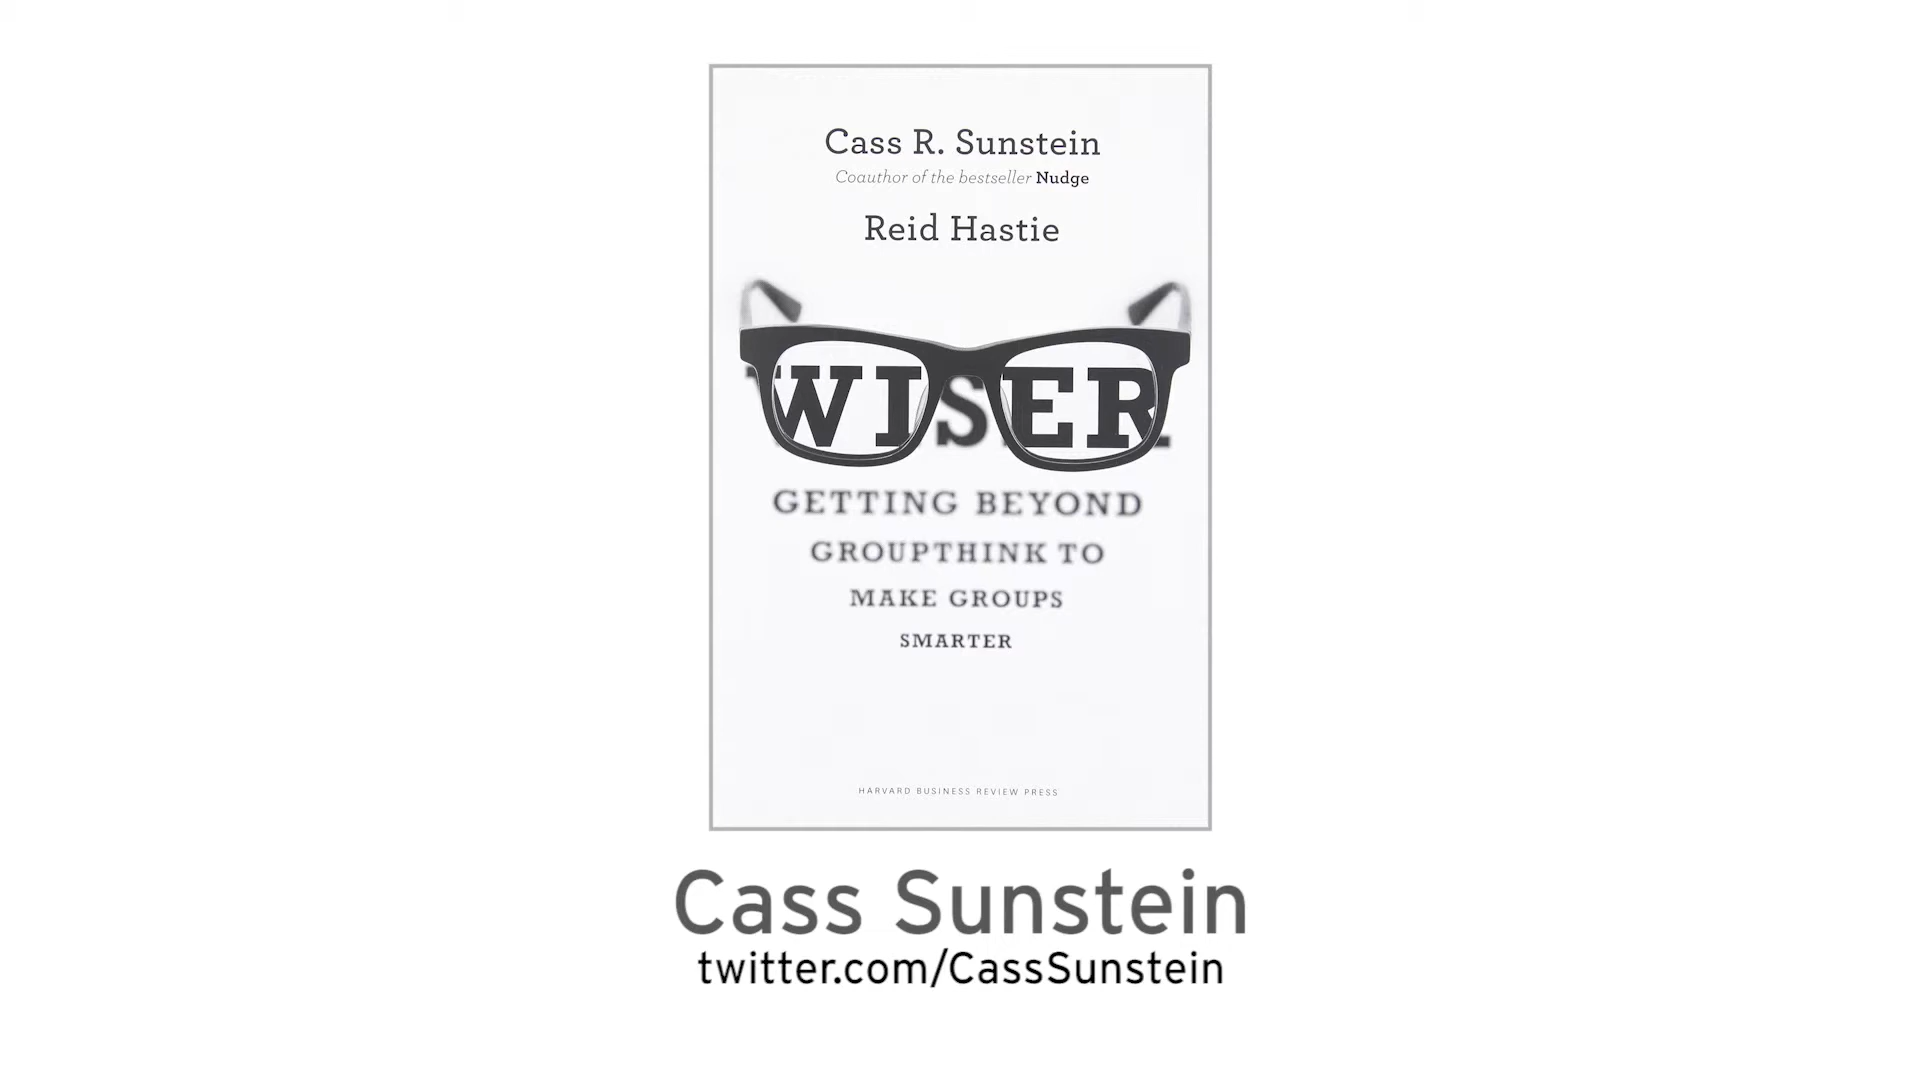 Cass R. Sunstein
Coauthor of the bestseller Nudge
Reid Hastie
WISER
GETTING BEYOND
GROUPTHINK TO
MAKE GROUPS
SMARTER
HARVARD BUSINESS REVIEW PRESS
Cass Sunstein
twitter.com/CassSunstein